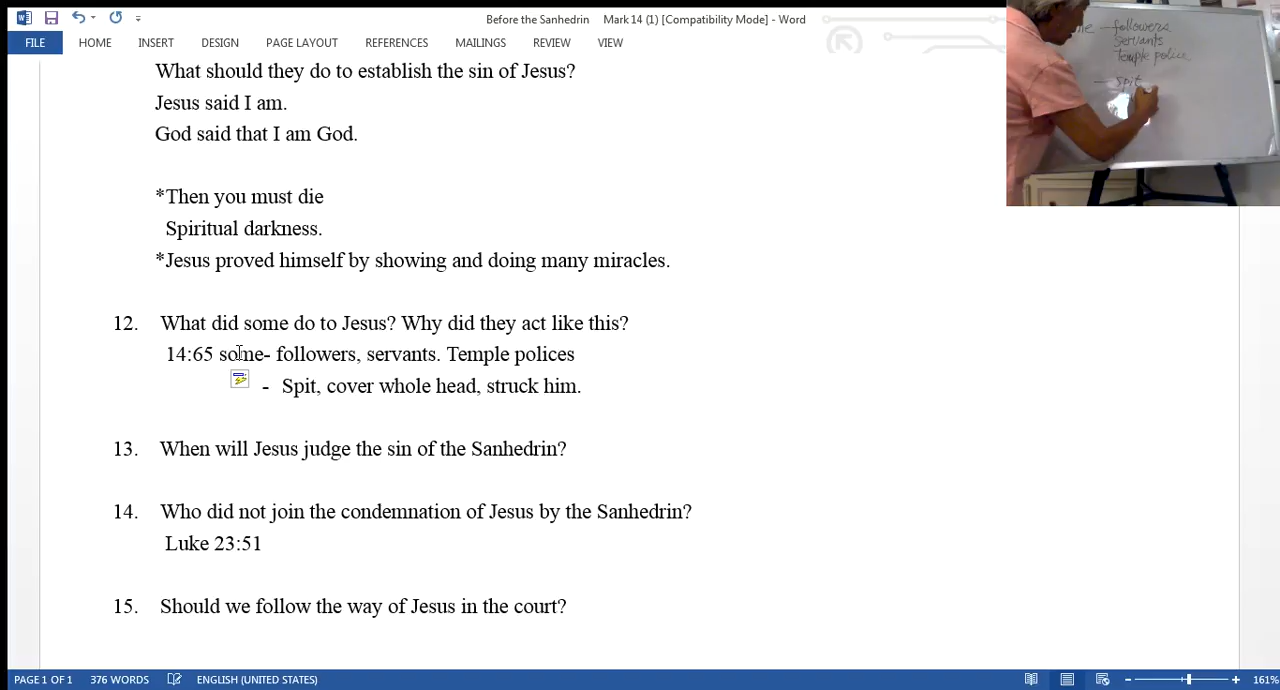 Before the Sanhedrin    Mark 14 (1) [Compatibility Mode] - Word
FILE HOME INSERT DESIGN PAGE LAYOUT REFERENCES MAILINGS REVIEW VIEW
What should they do to establish the sin of Jesus?
Jesus said I am.
God said that I am God.
*Then you must die
Spiritual darkness.
*Jesus proved himself by showing and doing many miracles.
12. What did some do to Jesus? Why did they act like this?
14:65 some- followers, servants. Temple polices
- Spit, cover whole head, struck him.
13. When will Jesus judge the sin of the Sanhedrin?
14. Who did not join the condemnation of Jesus by the Sanhedrin?
Luke 23:51
15. Should we follow the way of Jesus in the court?
— followers
Servants
Temple police
— Spit
PAGE 1 OF 1 376 WORDS ENGLISH (UNITED STATES) 161%